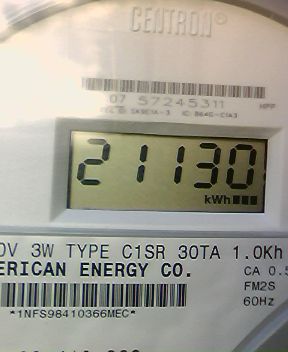 CENTRON®
07 57245311 HPP
21130
kWh
0V 3W TYPE C1SR 30TA 1.0Kh
ERICAN ENERGY CO. CA 0.5
FM2S
*1NFS98410366MEC* 60Hz